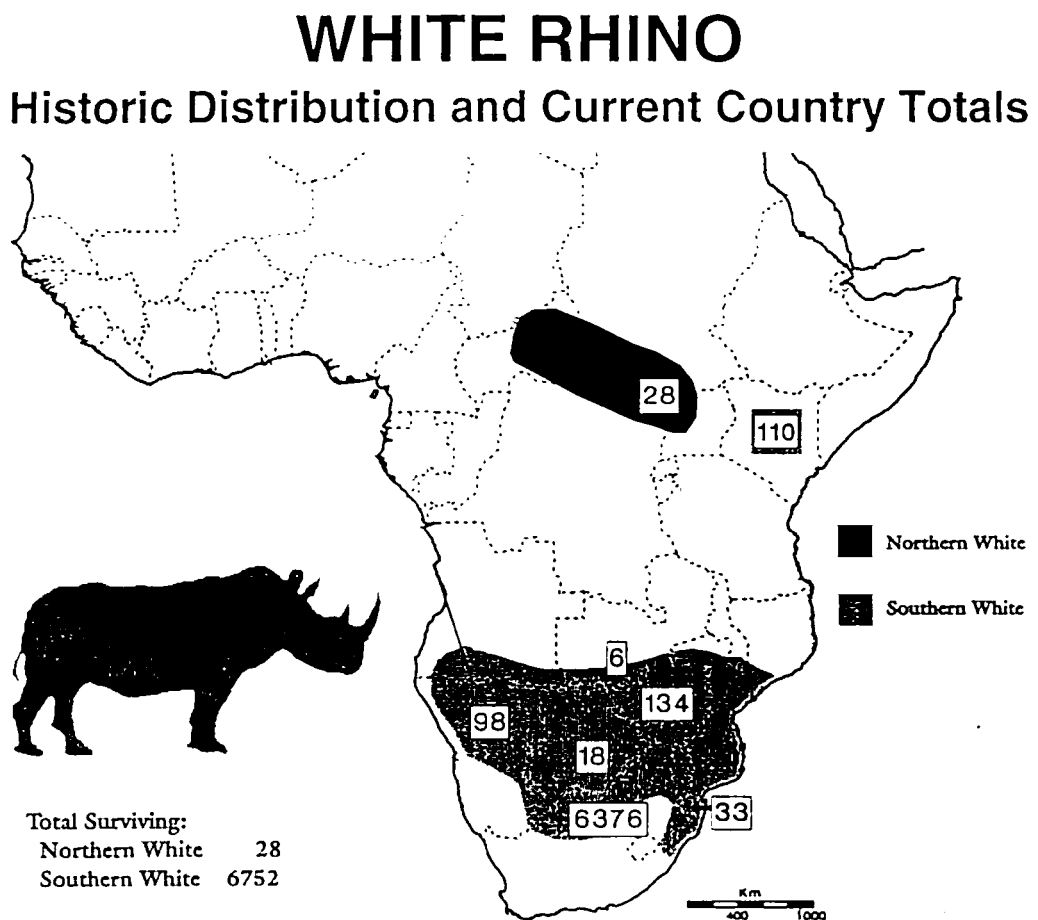 WHITE RHINO
Historic Distribution and Current Country Totals
28
110
Northern White
Southern White
6
134
98
18
6376
33
Total Surviving:
Northern White 28
Southern White 6752
Km
400 1000